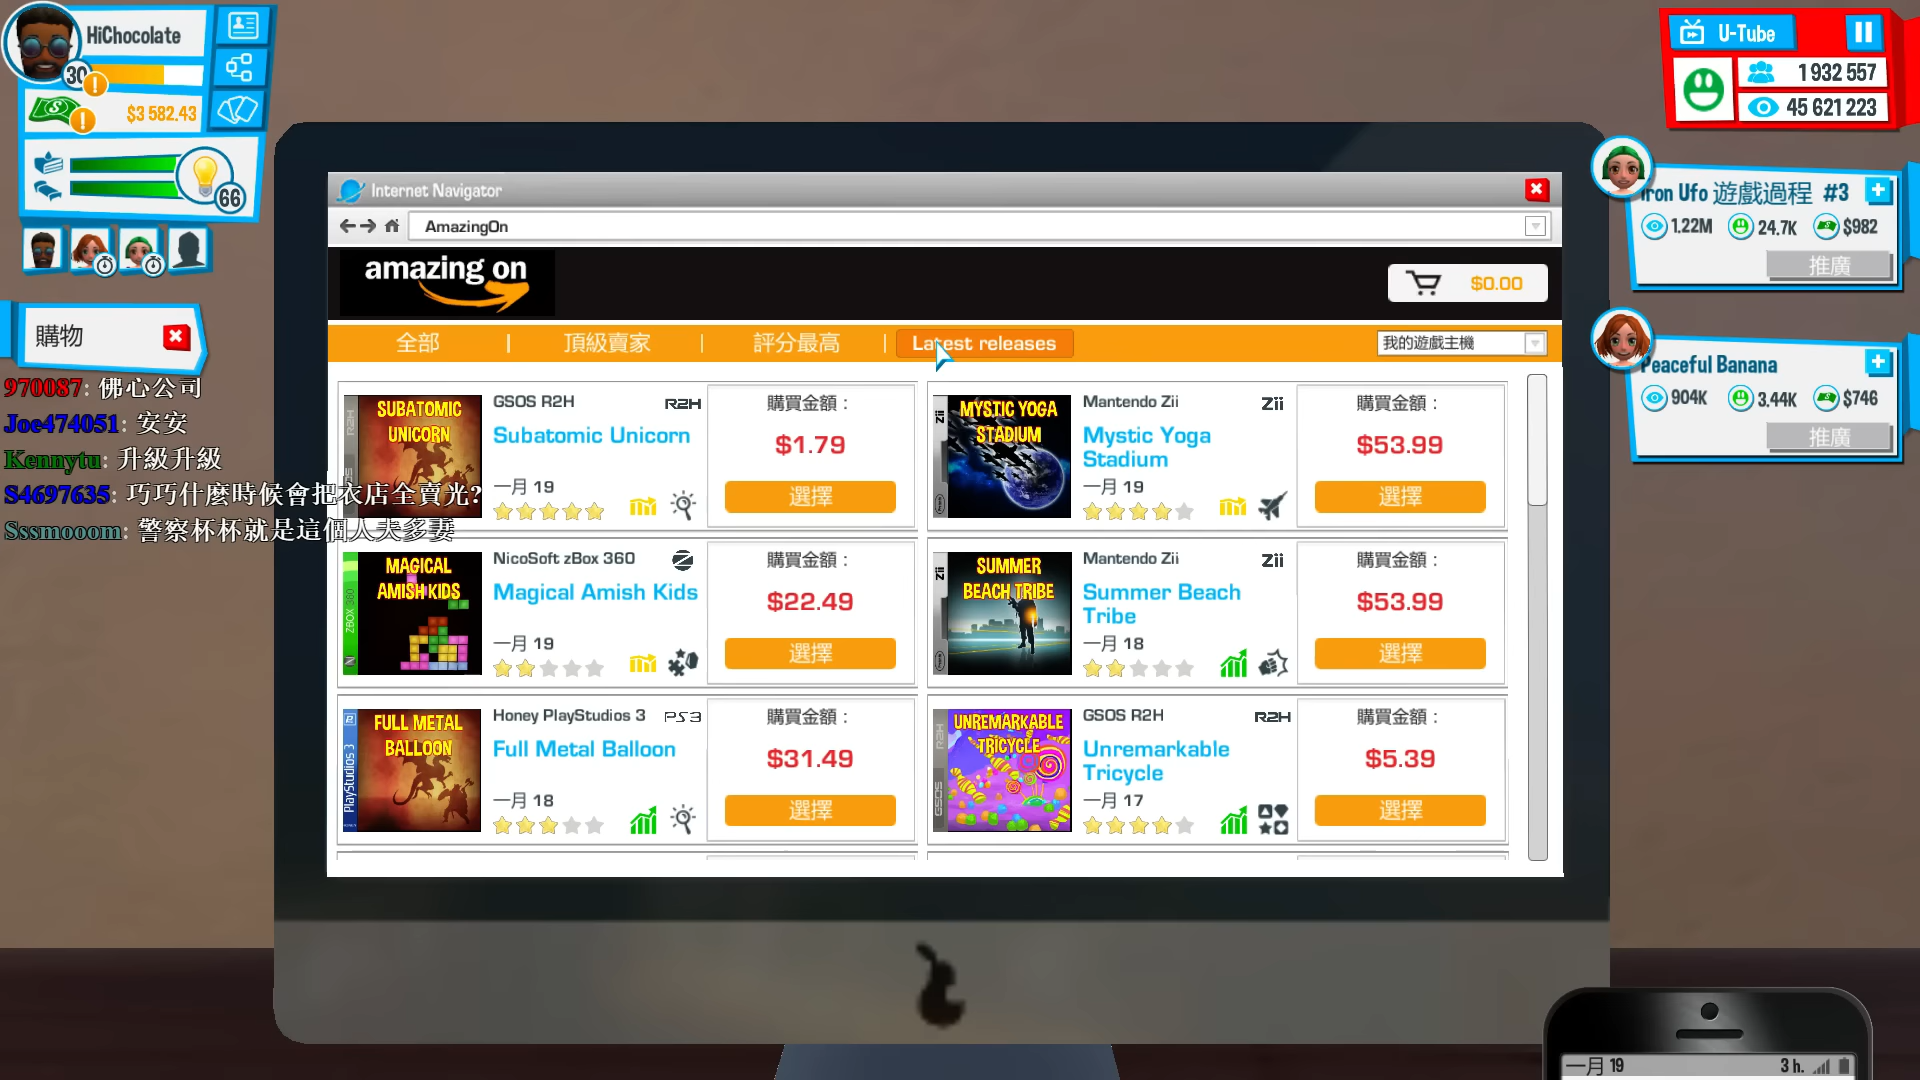 HiChocolate
30
$3 582.43
66
購物
970087: 佛心公司
Joe474051: 安安
Kennytu: 升級升級
S4697635: 巧巧什麼時候會把衣店全賣光?
Sssmooom: 警察杯杯就是這個人夫多妻
Internet Navigator
AmazingOn
amazing on
$0.00
全部
頂級賣家
評分最高
Latest releases
我的遊戲主機
SUBATOMIC
UNICORN
GSOS R2H
R2H
Subatomic Unicorn
一月 19
購買金額：
$1.79
選擇
Zii
MYSTIC YOGA
STADIUM
Mantendo Zii
Zii
Mystic Yoga
Stadium
一月 19
購買金額：
$53.99
選擇
ZBOX 360
MAGICAL
AMISH KIDS
NicoSoft zBox 360
Magical Amish Kids
一月 19
購買金額：
$22.49
選擇
Zii
SUMMER
BEACH TRIBE
Mantendo Zii
Zii
Summer Beach
Tribe
一月 18
購買金額：
$53.99
選擇
PlayStudios 3
FULL METAL
BALLOON
Honey PlayStudios 3
PS3
Full Metal Balloon
一月 18
購買金額：
$31.49
選擇
R2H
GSOS
UNREMARKABLE
TRICYCLE
GSOS R2H
R2H
Unremarkable
Tricycle
一月 17
購買金額：
$5.39
選擇
U-Tube
1 932 557
45 621 223
Iron Ufo 遊戲過程 #3
1.22M
24.7K
$982
推廣
Peaceful Banana
904K
3.44K
$746
推廣
一月 19
3 h.